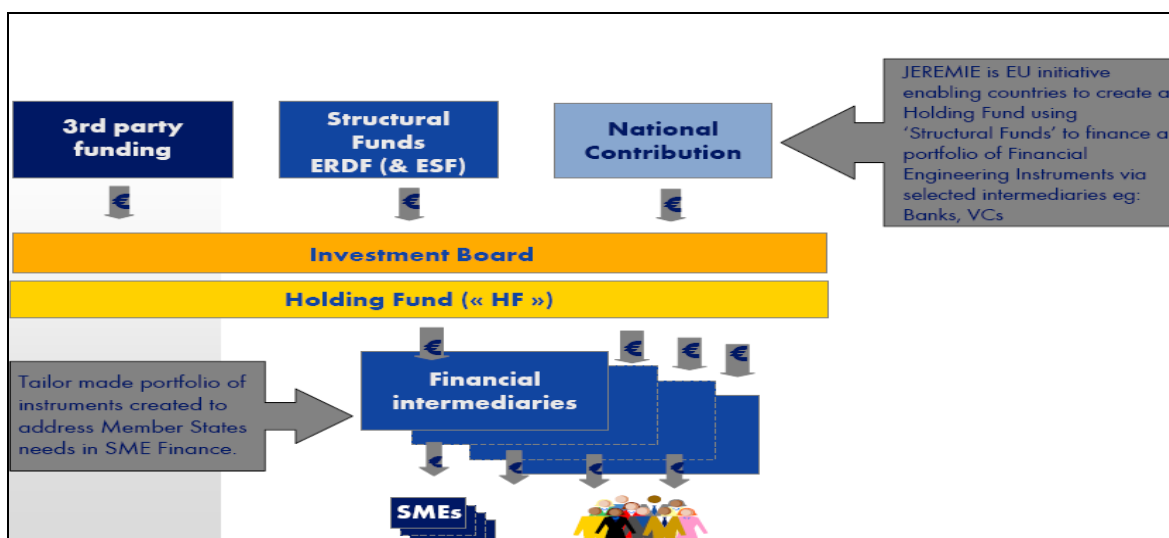 JEREMIE is EU initiative
enabling countries to create a
Holding Fund using
‘Structural Funds’ to finance a
portfolio of Financial
Engineering Instruments via
selected intermediaries eg:
Banks, VCs
3rd party
funding
Structural
Funds
ERDF (& ESF)
National
Contribution
€ € €
Investment Board
Holding Fund (« HF »)
€ € € €
Tailor made portfolio of
instruments created to
address Member States
needs in SME Finance.
Financial
intermediaries
€ € € €
SMEs